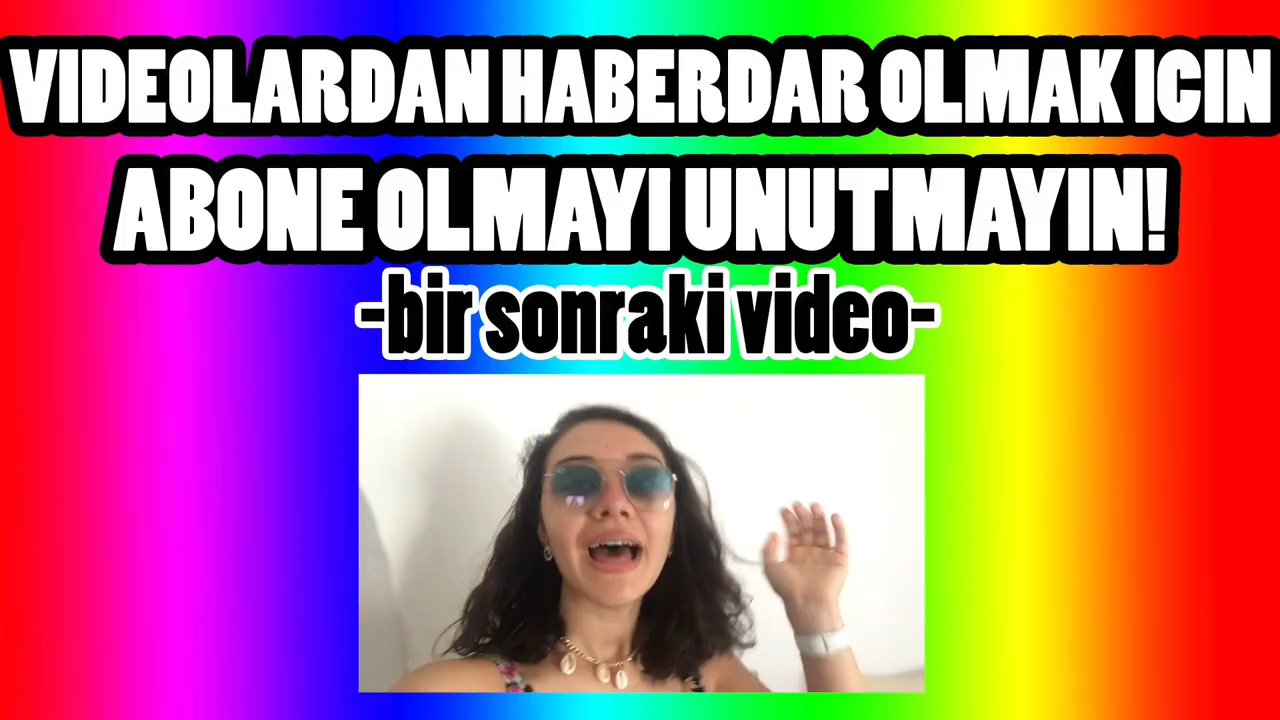 VIDEOLARDAN HABERDAR OLMAK ICIN
ABONE OLMAYI UNUTMAYIN!
-bir sonraki video-